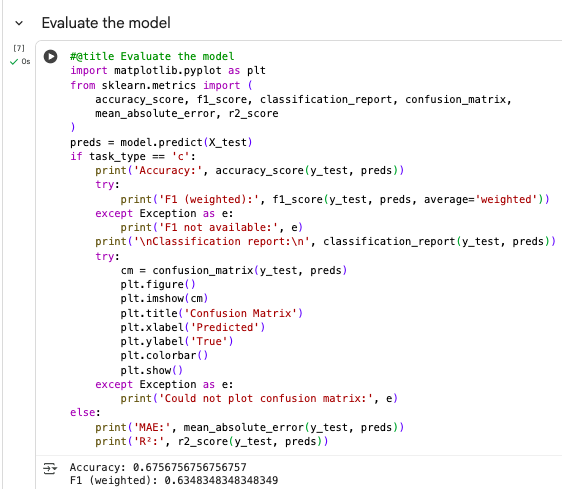 Evaluate the model
[7]
0s
#@title Evaluate the model
import matplotlib.pyplot as plt
from sklearn.metrics import (
    accuracy_score, f1_score, classification_report, confusion_matrix,
    mean_absolute_error, r2_score
)
preds = model.predict(X_test)
if task_type == 'c':
    print('Accuracy:', accuracy_score(y_test, preds))
    try:
        print('F1 (weighted):', f1_score(y_test, preds, average='weighted'))
    except Exception as e:
        print('F1 not available:', e)
    print('\nClassification report:\n', classification_report(y_test, preds))
    try:
        cm = confusion_matrix(y_test, preds)
        plt.figure()
        plt.imshow(cm)
        plt.title('Confusion Matrix')
        plt.xlabel('Predicted')
        plt.ylabel('True')
        plt.colorbar()
        plt.show()
    except Exception as e:
        print('Could not plot confusion matrix:', e)
else:
    print('MAE:', mean_absolute_error(y_test, preds))
    print('R²:', r2_score(y_test, preds))
Accuracy: 0.6756756756756757
F1 (weighted): 0.6348348348348349